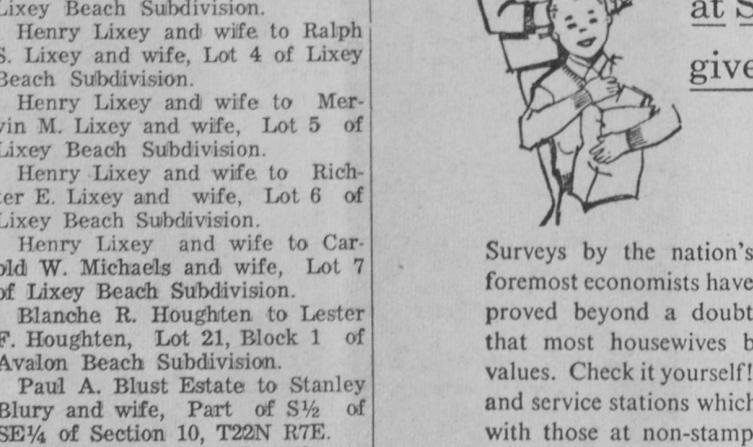 Lixey Beach Subdivision.
Henry Lixey and wife to Ralph
S. Lixey and wife, Lot 4 of Lixey
Beach Subdivision.
Henry Lixey and wife to Mer-
vin M. Lixey and wife, Lot 5 of
Lixey Beach Subdivision.
Henry Lixey and wife to Rich-
ter E. Lixey and wife, Lot 6 of
Lixey Beach Subdivision.
Henry Lixey and wife to Car-
old W. Michaels and wife, Lot 7
of Lixey Beach Subdivision.
Blanche R. Houghten to Lester
F. Houghten, Lot 21, Block 1 of
Avalon Beach Subdivision.
Paul A. Blust Estate to Stanley
Blury and wife, Part of S½ of
SE¼ of Section 10, T22N R7E.
at S
give
Surveys by the nation's
foremost economists have
proved beyond a doubt
that most housewives b
values. Check it yourself!
and service stations which
with those at non-stamp